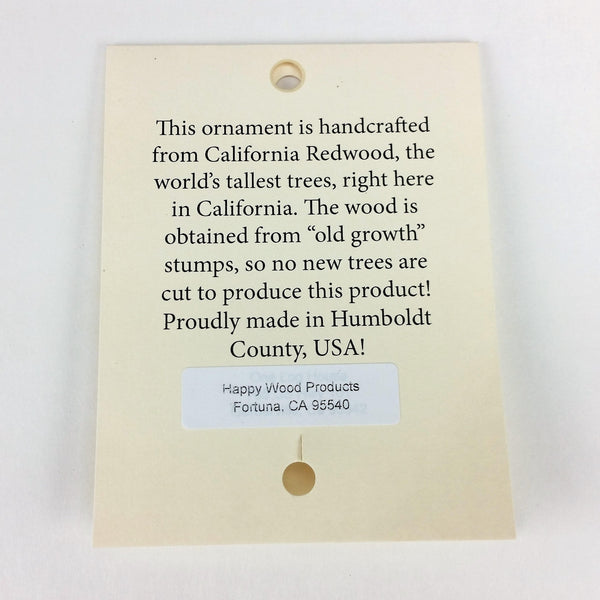 This ornament is handcrafted
from California Redwood, the
world's tallest trees, right here
in California. The wood is
obtained from “old growth”
stumps, so no new trees are
cut to produce this product!
Proudly made in Humboldt
County, USA!
Happy Wood Products
Fortuna, CA 95540